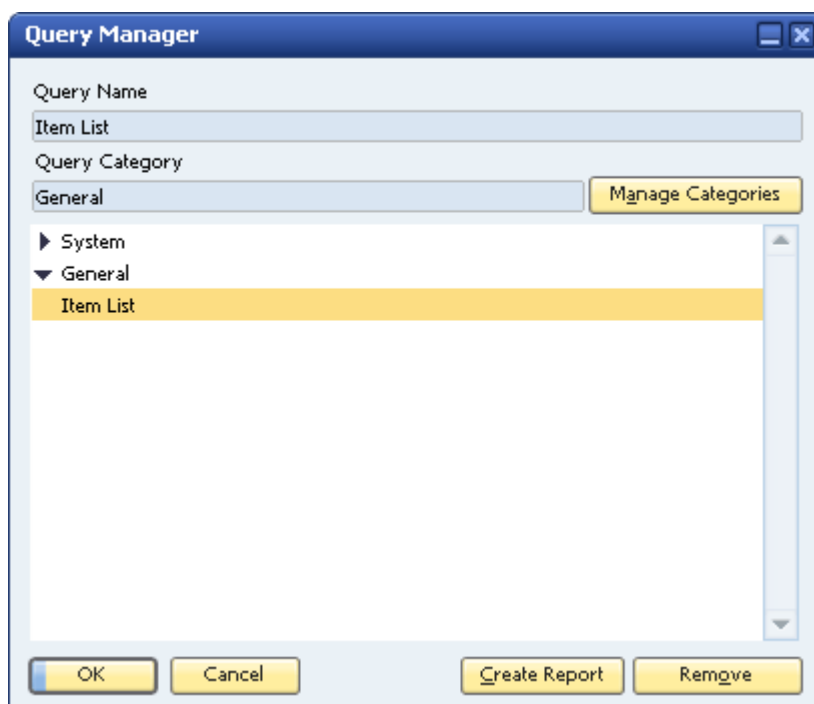 Query Manager
Query Name
Item List
Query Category
General
Manage Categories
System
General
Item List
OK
Cancel
Create Report
Remove